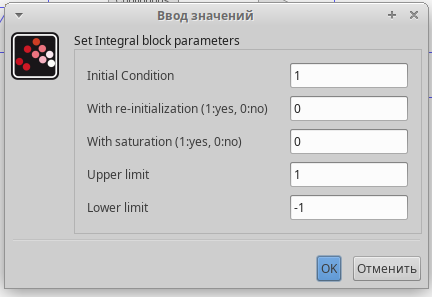 Ввод значений
Set Integral block parameters
Initial Condition 1
With re-initialization (1:yes, 0:no) 0
With saturation (1:yes, 0:no) 0
Upper limit 1
Lower limit -1
OK Отменить